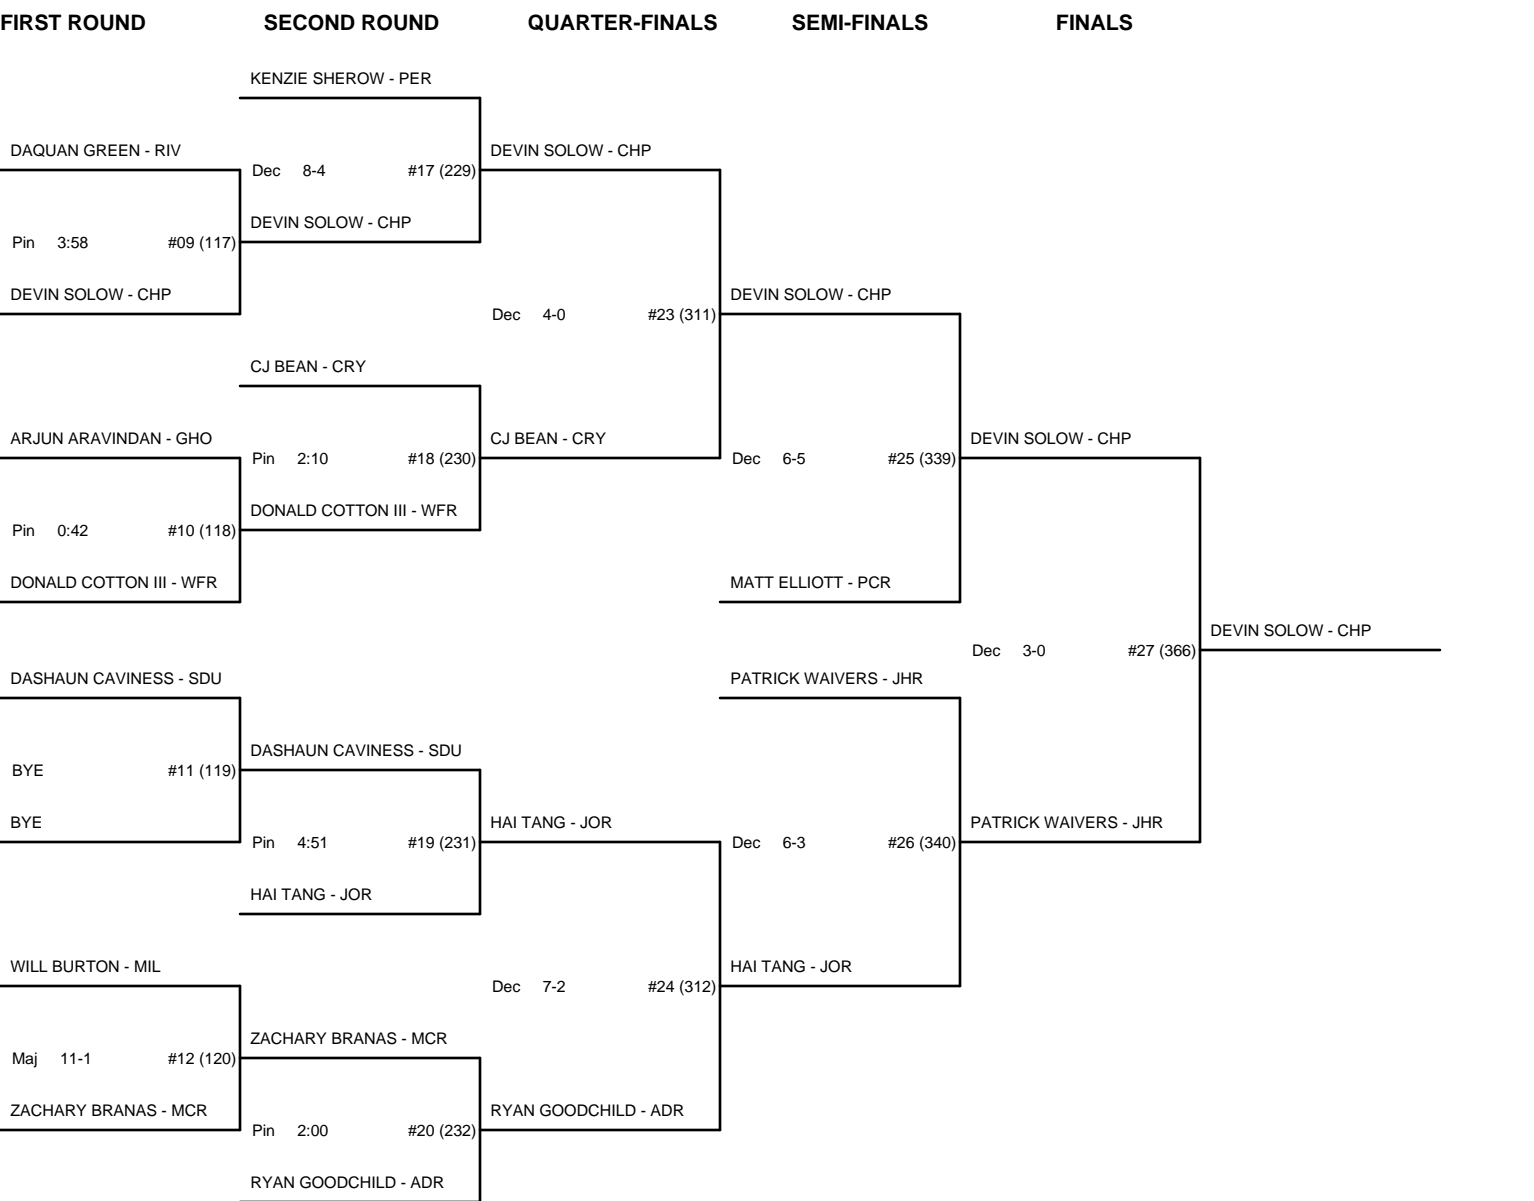 FIRST ROUND SECOND ROUND QUARTER-FINALS SEMI-FINALS FINALS
KENZIE SHEROW - PER
DAQUAN GREEN - RIV DEVIN SOLOW - CHP
Dec 8-4 #17 (229)
DEVIN SOLOW - CHP
Pin 3:58 #09 (117)
DEVIN SOLOW - CHP DEVIN SOLOW - CHP
Dec 4-0 #23 (311)
CJ BEAN - CRY
ARJUN ARAVINDAN - GHO CJ BEAN - CRY DEVIN SOLOW - CHP
Pin 2:10 #18 (230) Dec 6-5 #25 (339)
DONALD COTTON III - WFR
Pin 0:42 #10 (118)
DONALD COTTON III - WFR MATT ELLIOTT - PCR
DEVIN SOLOW - CHP
Dec 3-0 #27 (366)
DASHAUN CAVINESS - SDU PATRICK WAIVERS - JHR
DASHAUN CAVINESS - SDU
BYE #11 (119)
BYE HAI TANG - JOR PATRICK WAIVERS - JHR
Pin 4:51 #19 (231) Dec 6-3 #26 (340)
HAI TANG - JOR
WILL BURTON - MIL HAI TANG - JOR
Dec 7-2 #24 (312)
ZACHARY BRANAS - MCR
Maj 11-1 #12 (120)
ZACHARY BRANAS - MCR RYAN GOODCHILD - ADR
Pin 2:00 #20 (232)
RYAN GOODCHILD - ADR